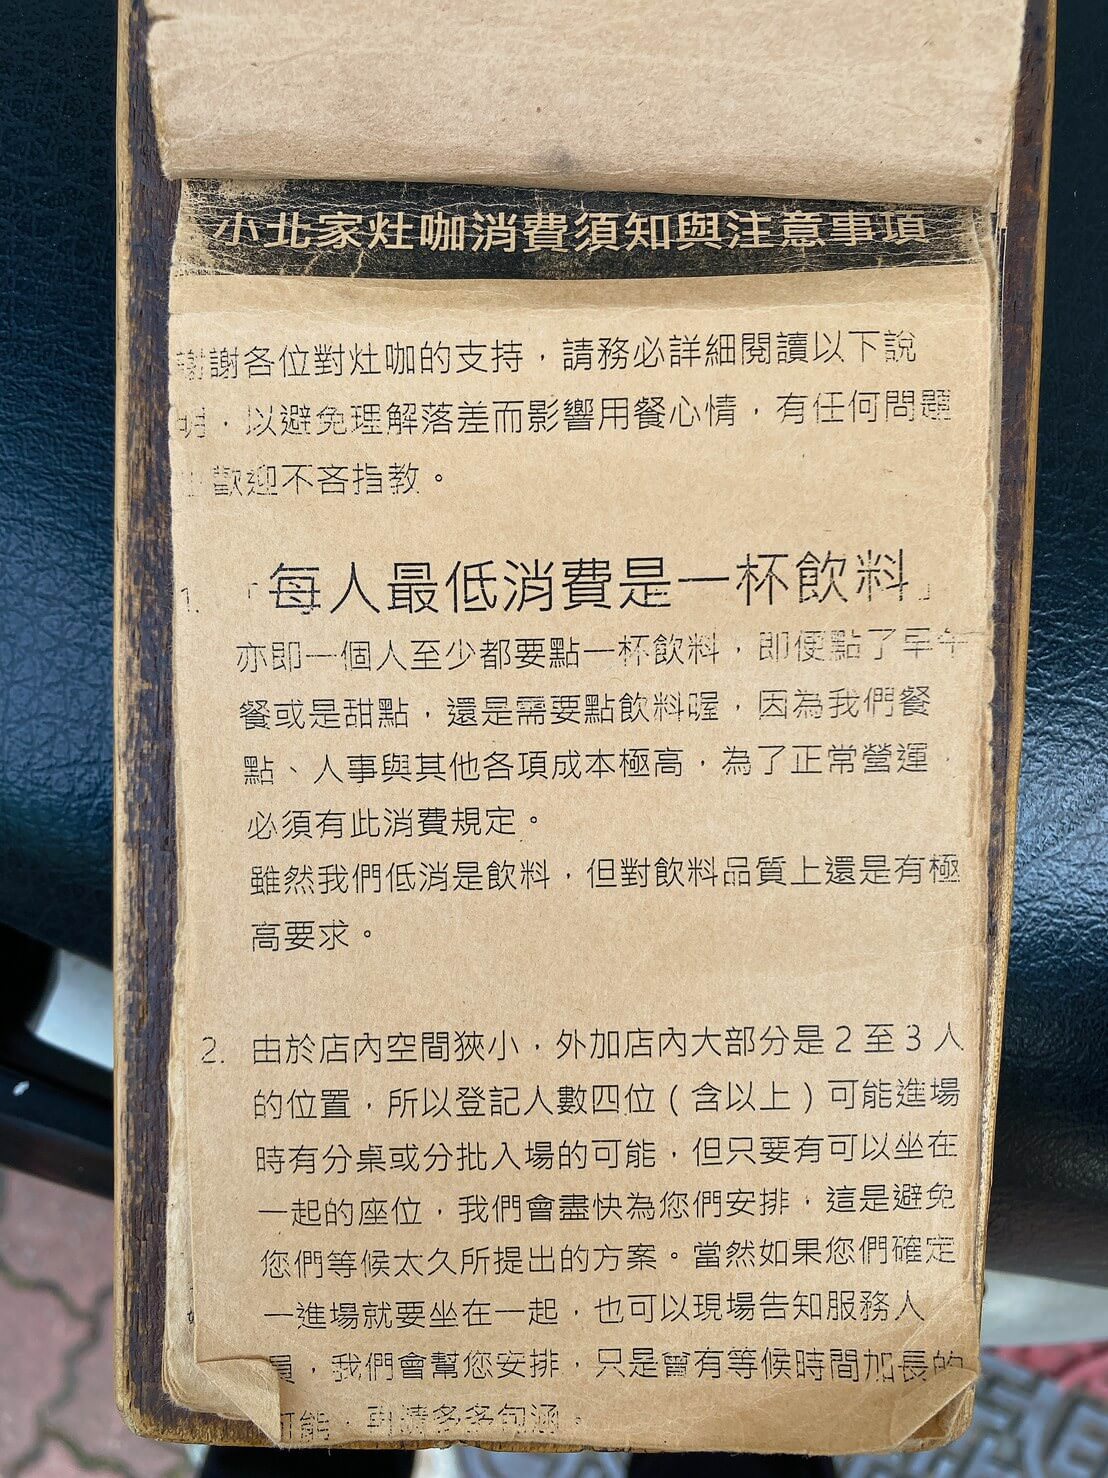 小北家灶咖消費須知與注意事項
謝謝各位對灶咖的支持，請務必詳細閱讀以下說
明，以避免理解落差而影響用餐心情，有任何問題
歡迎不吝指教。
1. 「每人最低消費是一杯飲料」
亦即一個人至少都要點一杯飲料，即便點了早午
餐或是甜點，還是需要點飲料喔，因為我們餐
點、人事與其他各項成本極高，為了正常營運，
必須有此消費規定。
雖然我們低消是飲料，但對飲料品質上還是有極
高要求。
2. 由於店內空間狹小，外加店內大部分是2至3人
的位置，所以登記人數四位（含以上）可能進場
時有分桌或分批入場的可能，但只要有可以坐在
一起的座位，我們會盡快為您們安排，這是避免
您們等候太久所提出的方案。當然如果您們確定
一進場就要坐在一起，也可以現場告知服務人
員，我們會幫您安排，只是會有等候時間加長的
可能，再請多多包涵。